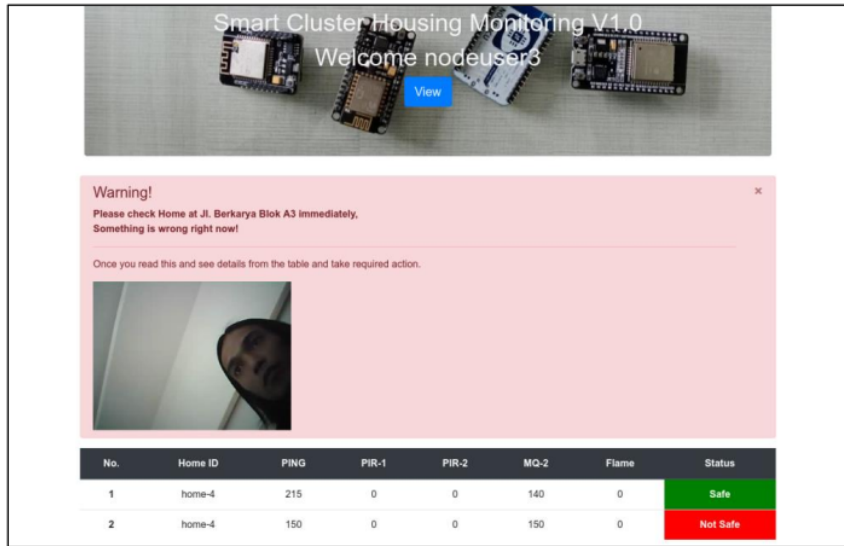 Smart Cluster Housing Monitoring V1.0
Welcome nodeuser3
View
Warning!
×
Please check Home at Jl. Berkarya Blok A3 immediately,
Something is wrong right now!
Once you read this and see details from the table and take required action.
No. Home ID PING PIR-1 PIR-2 MQ-2 Flame Status
1 home-4 215 0 0 140 0 Safe
2 home-4 150 0 0 150 0 Not Safe